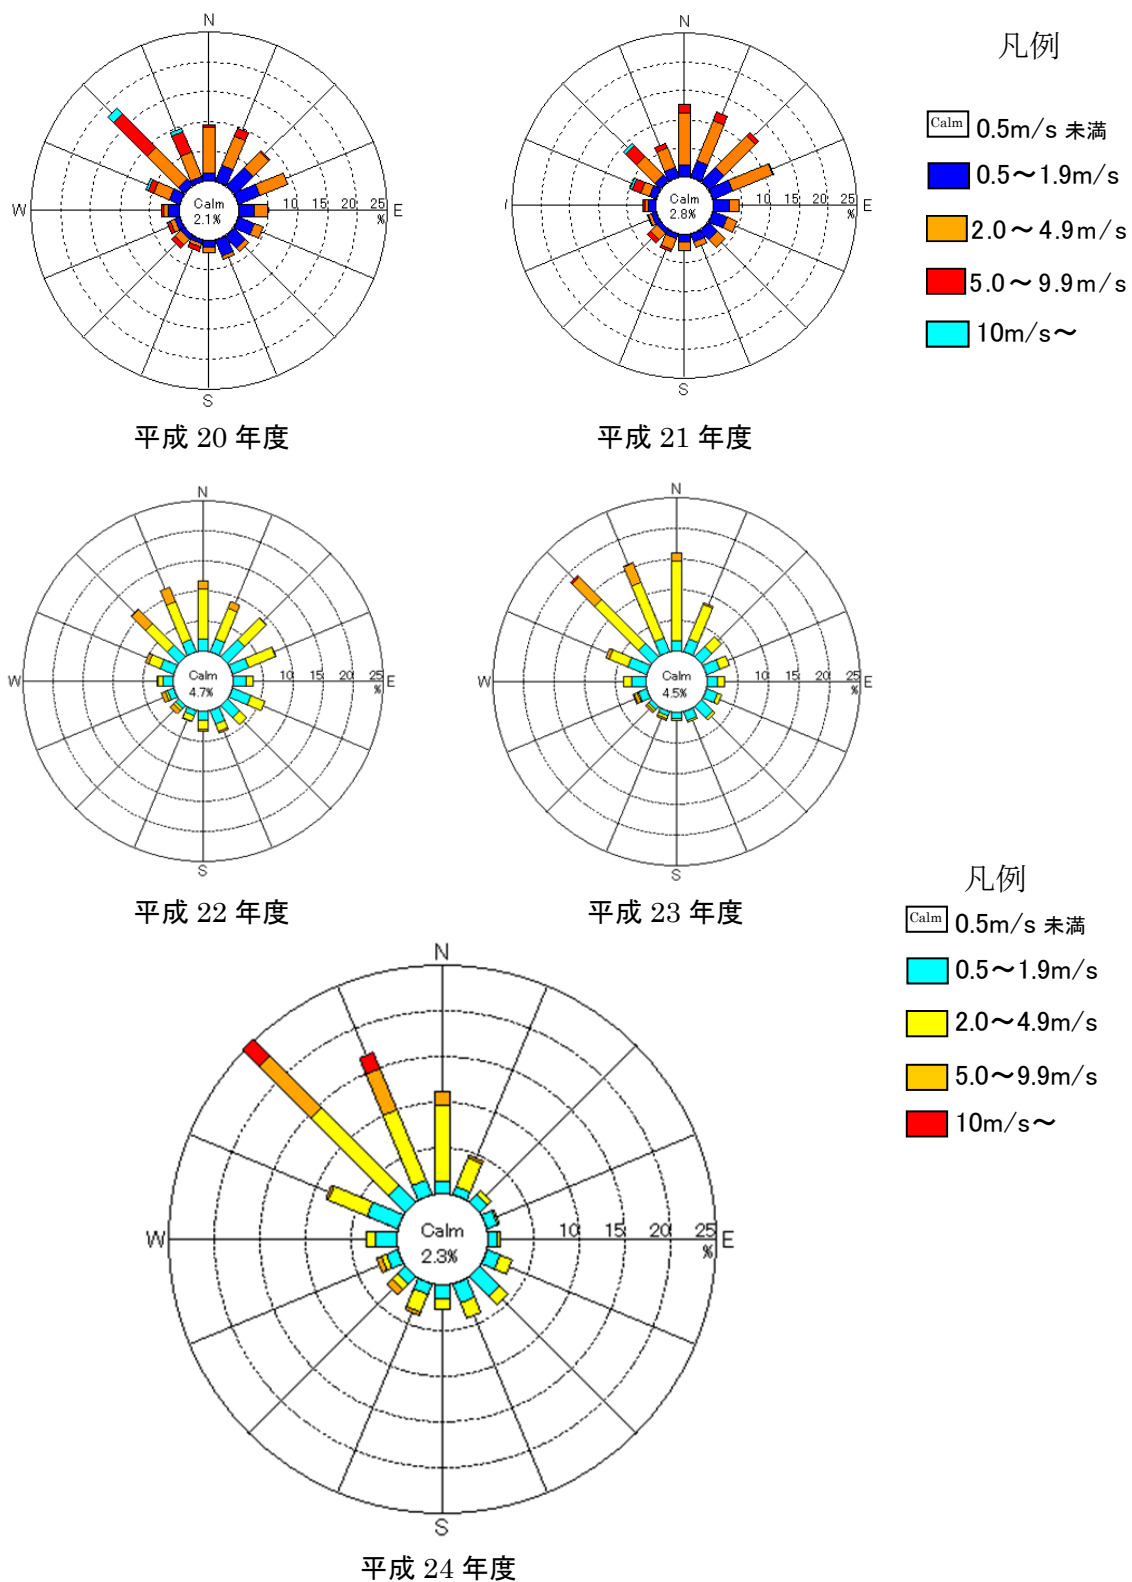 N
N
凡例
Calm 0.5m/s 未満
0.5～1.9m/s
2.0～4.9m/s
5.0～9.9m/s
10m/s～
W
Calm
2.1%
10 15 20 25
%
E
Calm
2.8%
10 15 20 25
%
E
S
S
平成 20 年度
平成 21 年度
N
N
W
Calm
4.7%
10 15 20 25
%
E
W
Calm
4.5%
10 15 20 25
%
E
S
S
平成 22 年度
平成 23 年度
凡例
Calm 0.5m/s 未満
0.5～1.9m/s
2.0～4.9m/s
5.0～9.9m/s
10m/s～
N
W
Calm
2.3%
10 15 20 25
%
E
S
平成 24 年度